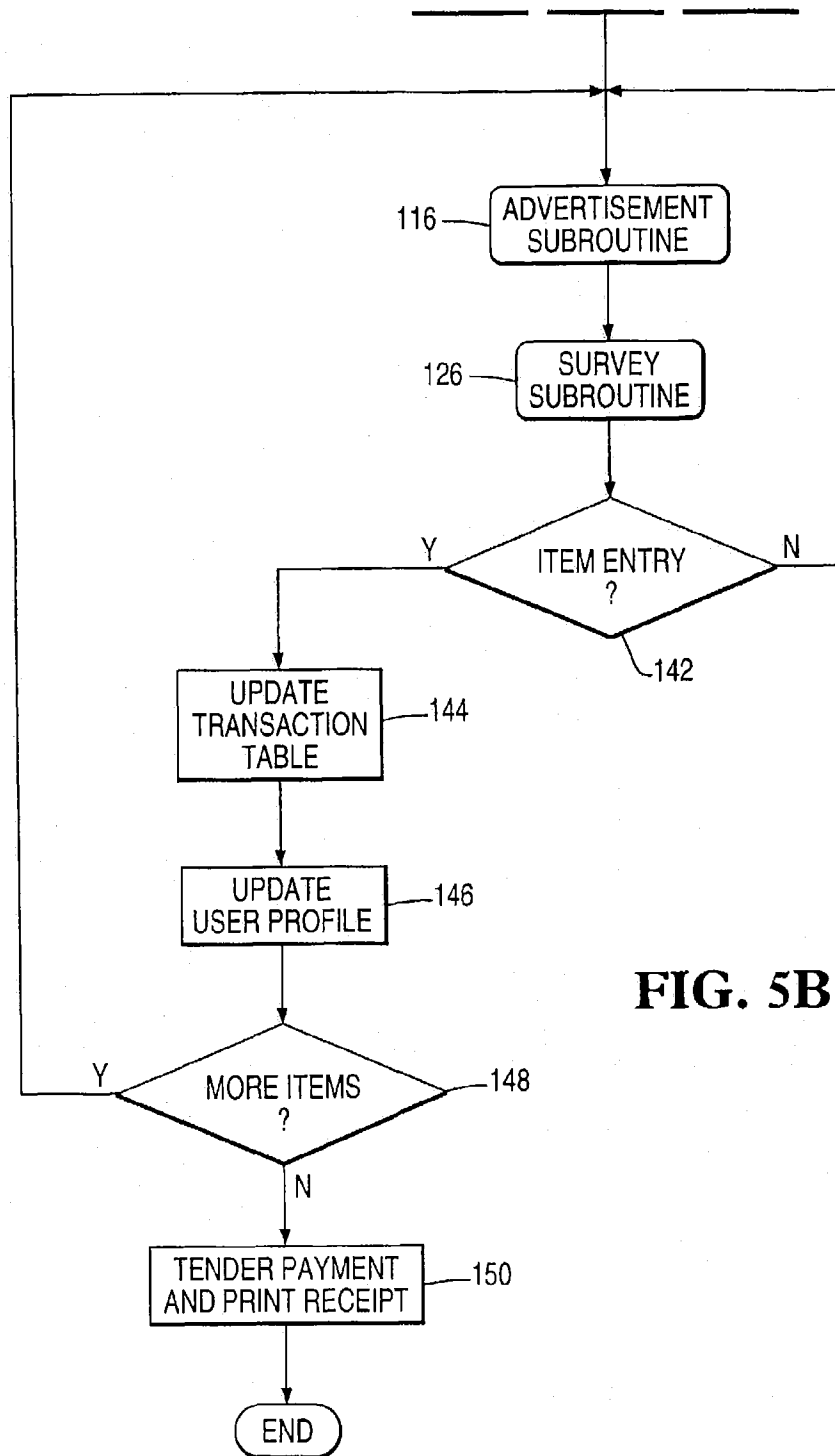 116
ADVERTISEMENT
SUBROUTINE
126
SURVEY
SUBROUTINE
Y
ITEM ENTRY
?
N
142
UPDATE
TRANSACTION
TABLE
144
UPDATE
USER PROFILE
146
FIG. 5B
Y
MORE ITEMS
?
148
N
TENDER PAYMENT
AND PRINT RECEIPT
150
END